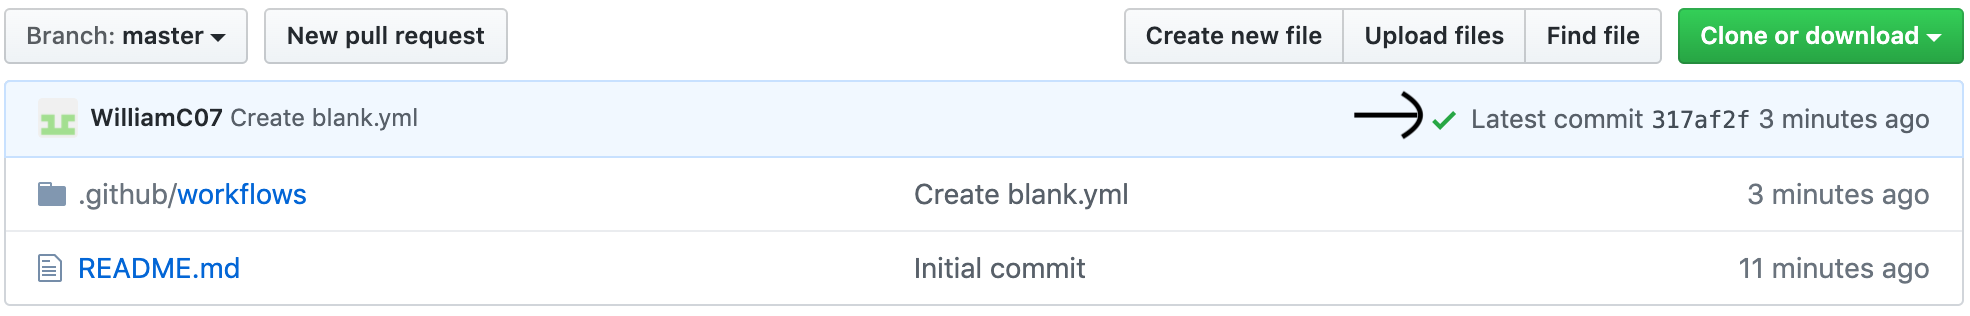 Branch: master New pull request Create new file Upload files Find file Clone or download
WilliamC07 Create blank.yml Latest commit 317af2f 3 minutes ago
.github/workflows Create blank.yml 3 minutes ago
README.md Initial commit 11 minutes ago